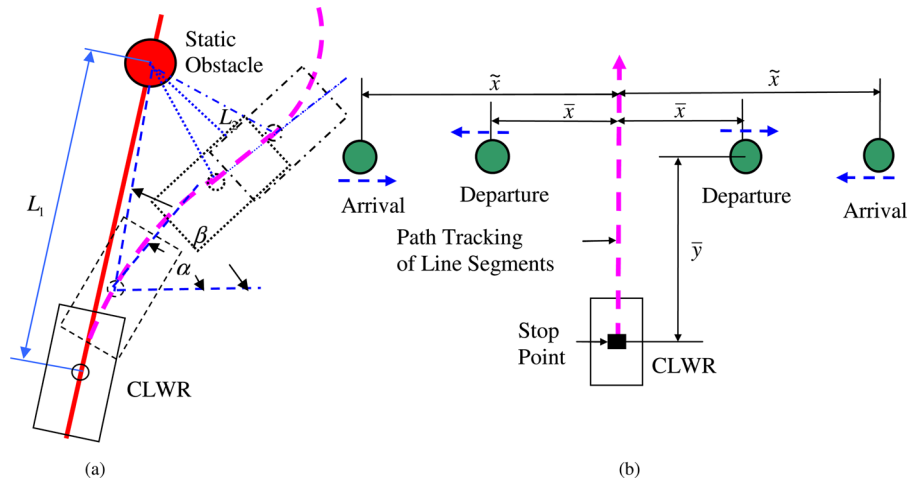 Static
Obstacle
L₂
L₁
β
α
CLWR
(a)
x̃
x̃
x̄
x̄
Arrival
Departure
Departure
Arrival
Path Tracking
of Line Segments
ȳ
Stop
Point
CLWR
(b)